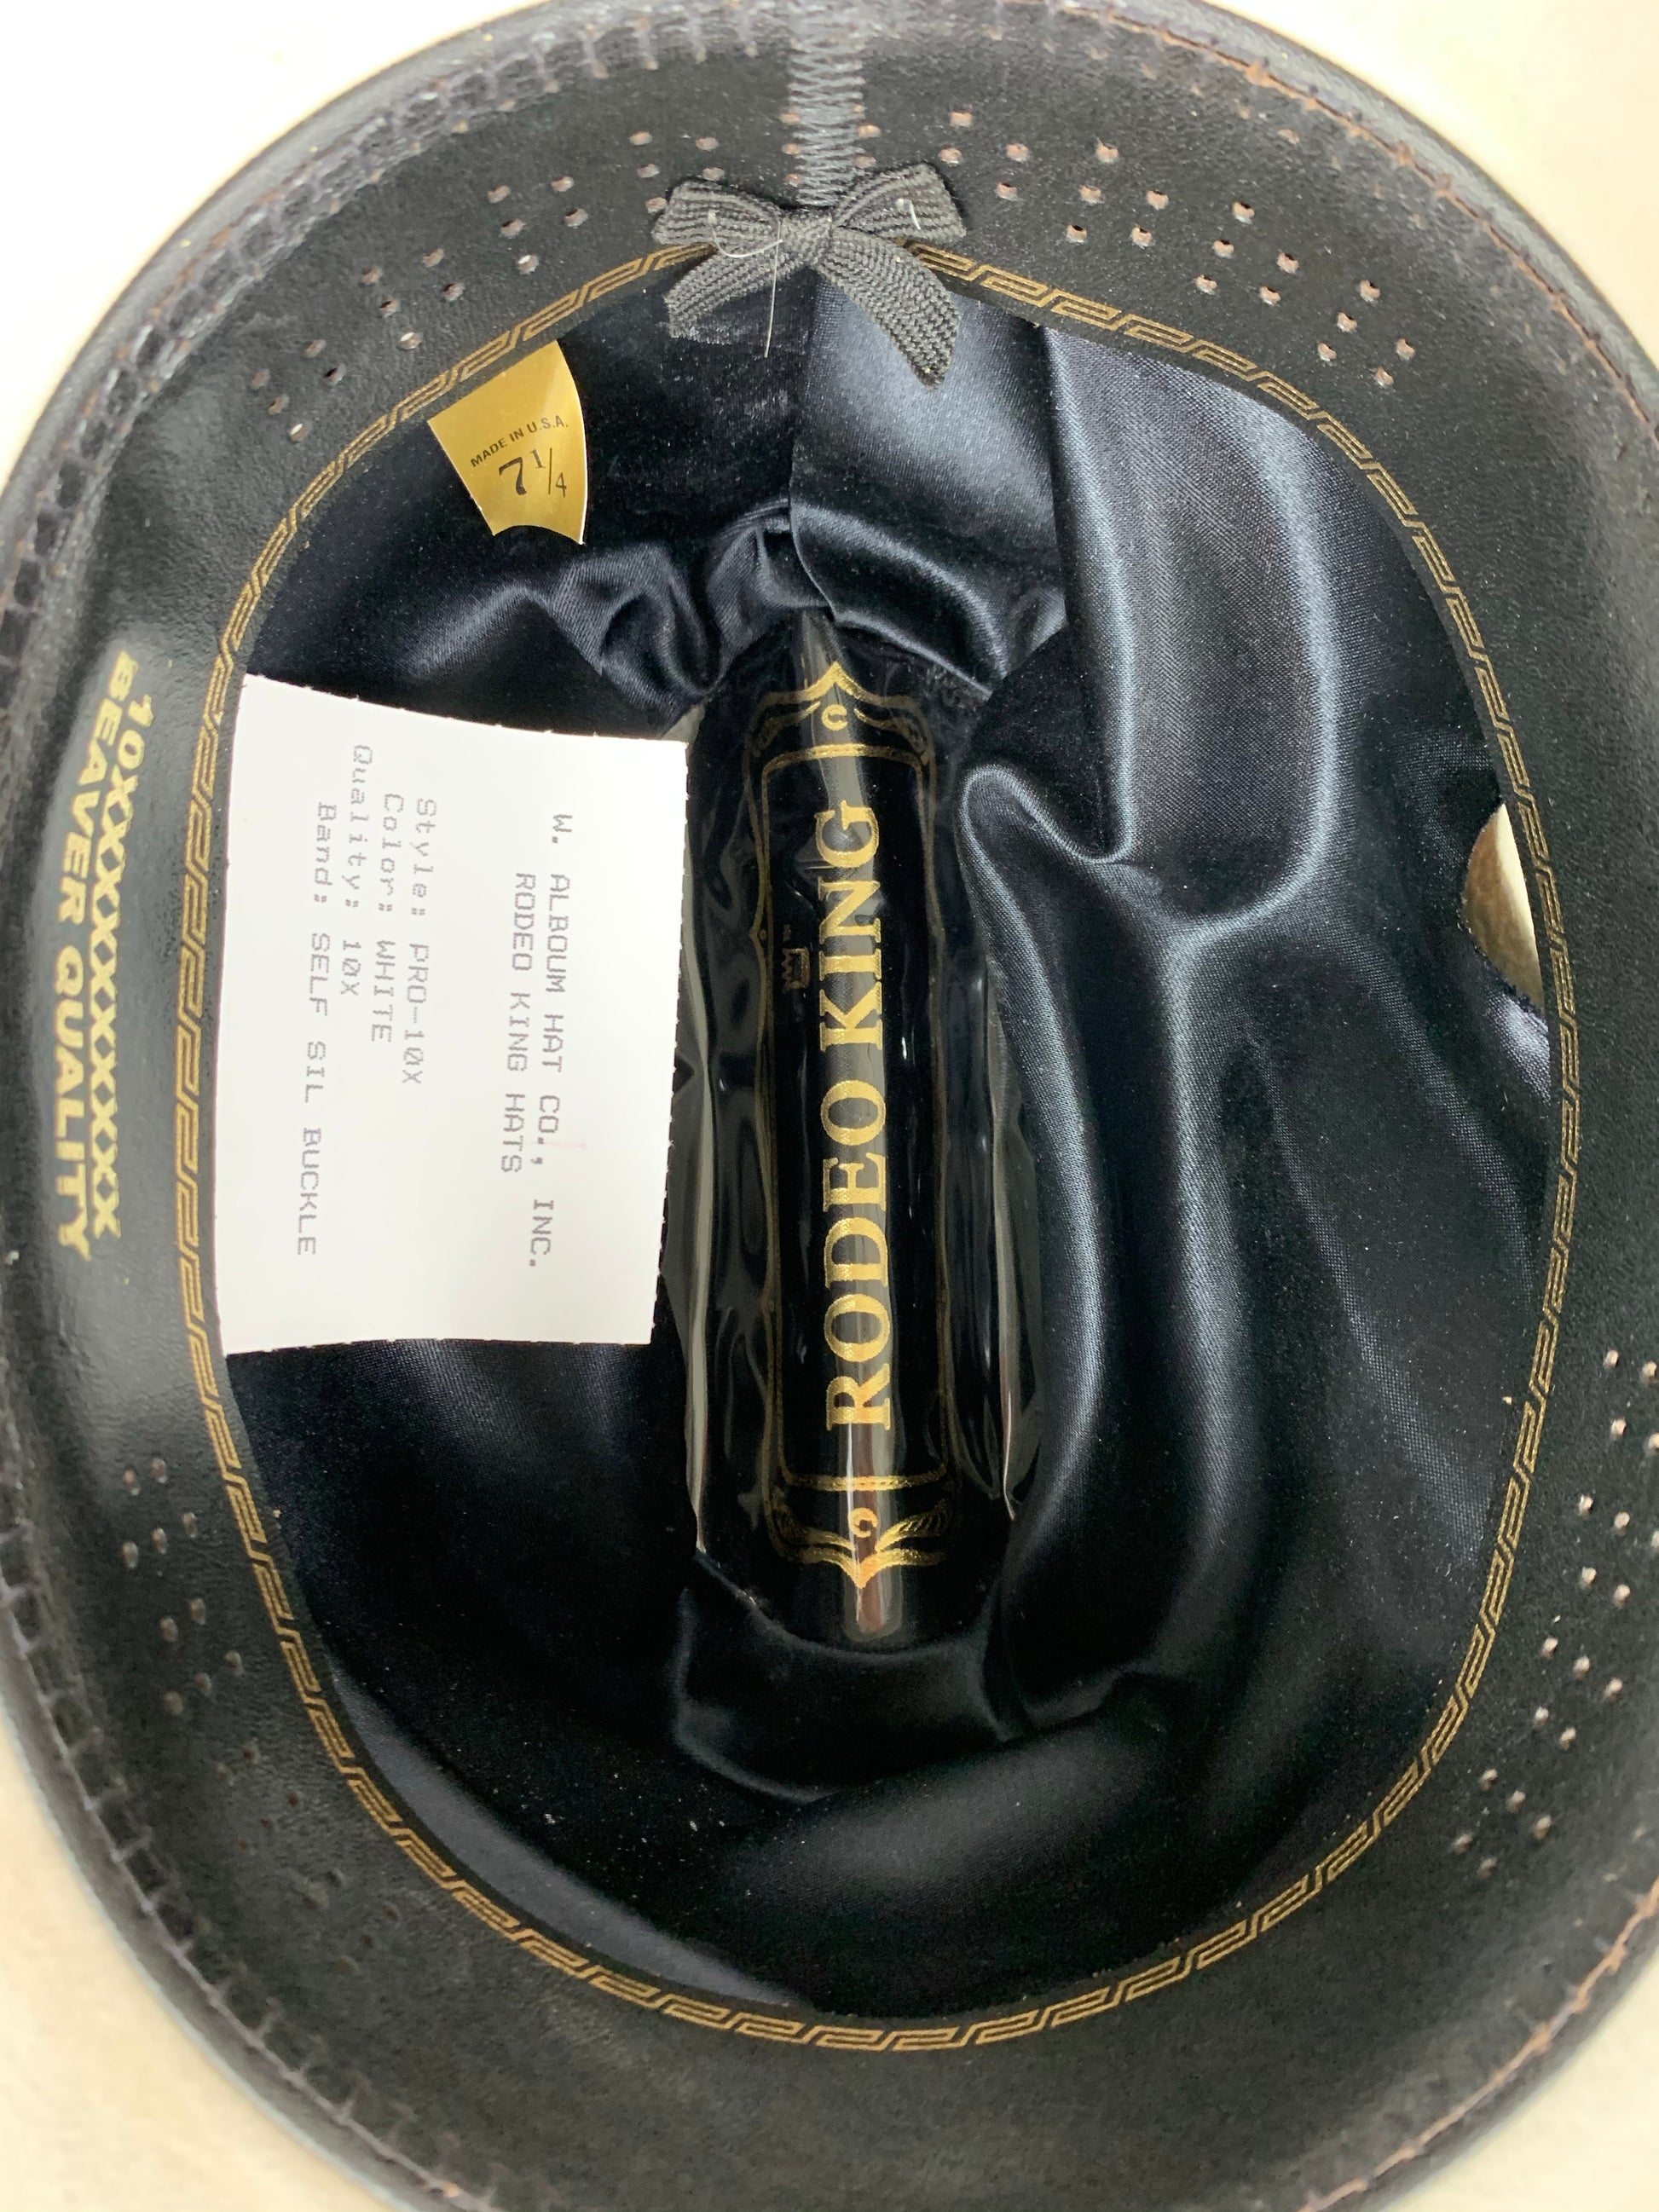 MADE IN U.S.A.
7 1/4
RODEO KING
W. ALBOUM HAT CO., INC.
RODEO KING HATS
Style: PRO-10X
Color: WHITE
Quality: 10X
Band: SELF SIL BUCKLE
10XXXXXXXXXX
BEAVER QUALITY